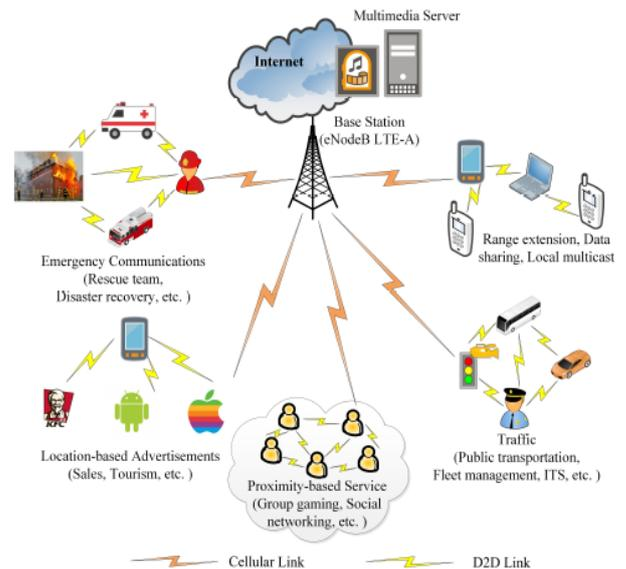 Multimedia Server
Internet
Base Station
(eNodeB LTE-A)
Emergency Communications
(Rescue team,
Disaster recovery, etc. )
Range extension, Data
sharing, Local multicast
KFC
Location-based Advertisements
(Sales, Tourism, etc. )
Proximity-based Service
(Group gaming, Social
networking, etc. )
Traffic
(Public transportation,
Fleet management, ITS, etc. )
Cellular Link
D2D Link